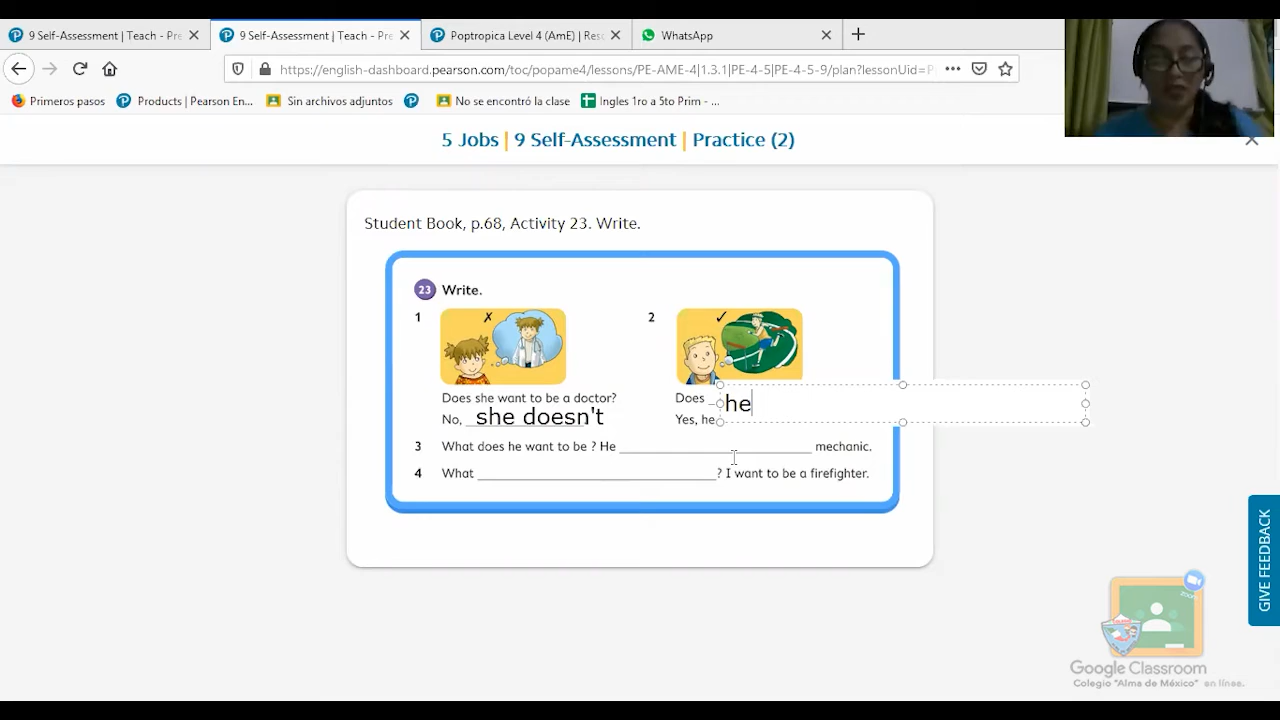 9 Self-Assessment | Teach - Pre
9 Self-Assessment | Teach - Pre
Poptropica Level 4 (AmE) | Resc
WhatsApp
https://english-dashboard.pearson.com/toc/popame4/lessons/PE-AME-4|1.3.1|PE-4-5|PE-4-5-9/plan?lessonUid=P
Primeros pasos
Products | Pearson En...
Sin archivos adjuntos
No se encontró la clase
Ingles 1ro a 5to Prim - ...
5 Jobs | 9 Self-Assessment | Practice (2)
Student Book, p.68, Activity 23. Write.
23 Write.
1
2
Does she want to be a doctor?
No, she doesn't
Does he
Yes, he
3 What does he want to be ? He ____ mechanic.
4 What ____ ? I want to be a firefighter.
GIVE FEEDBACK
zoom
Google Classroom
Colegio "Alma de México" en línea.